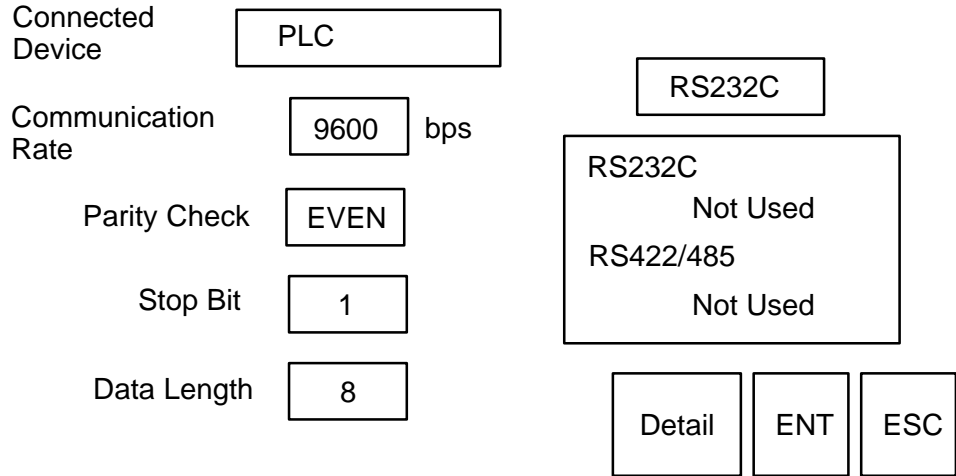 Connected
Device
PLC
RS232C
Communication
Rate
9600 bps
RS232C
Not Used
Parity Check EVEN
RS422/485
Stop Bit 1
Not Used
Data Length 8
Detail ENT ESC